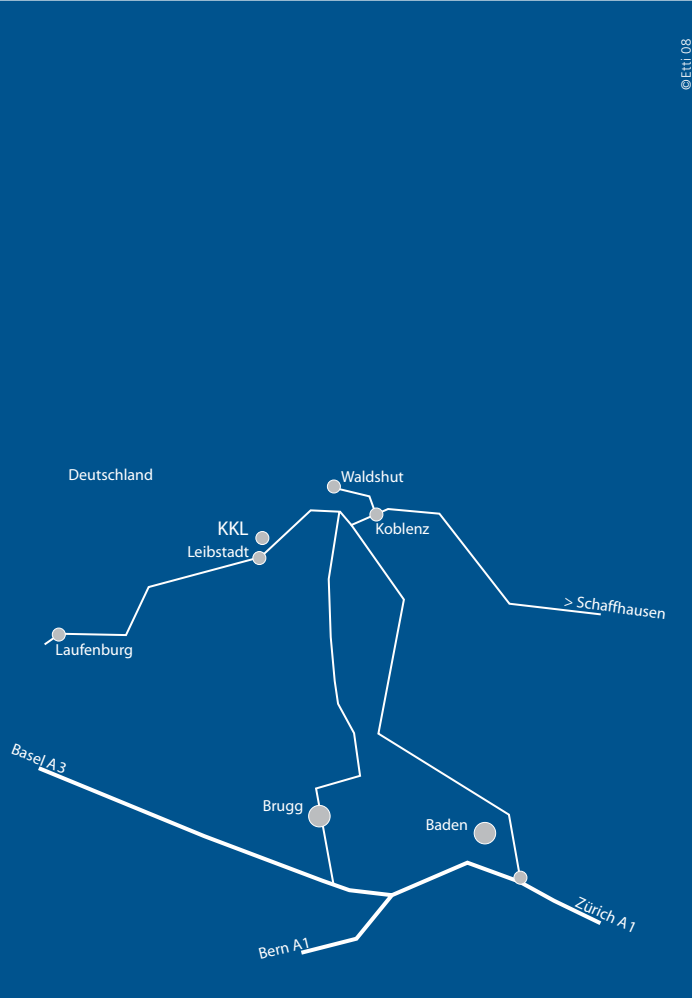 ©Etti 08
Deutschland
Waldshut
KKL
Koblenz
Leibstadt
> Schaffhausen
Laufenburg
Basel A3
Brugg
Baden
Zürich A1
Bern A1